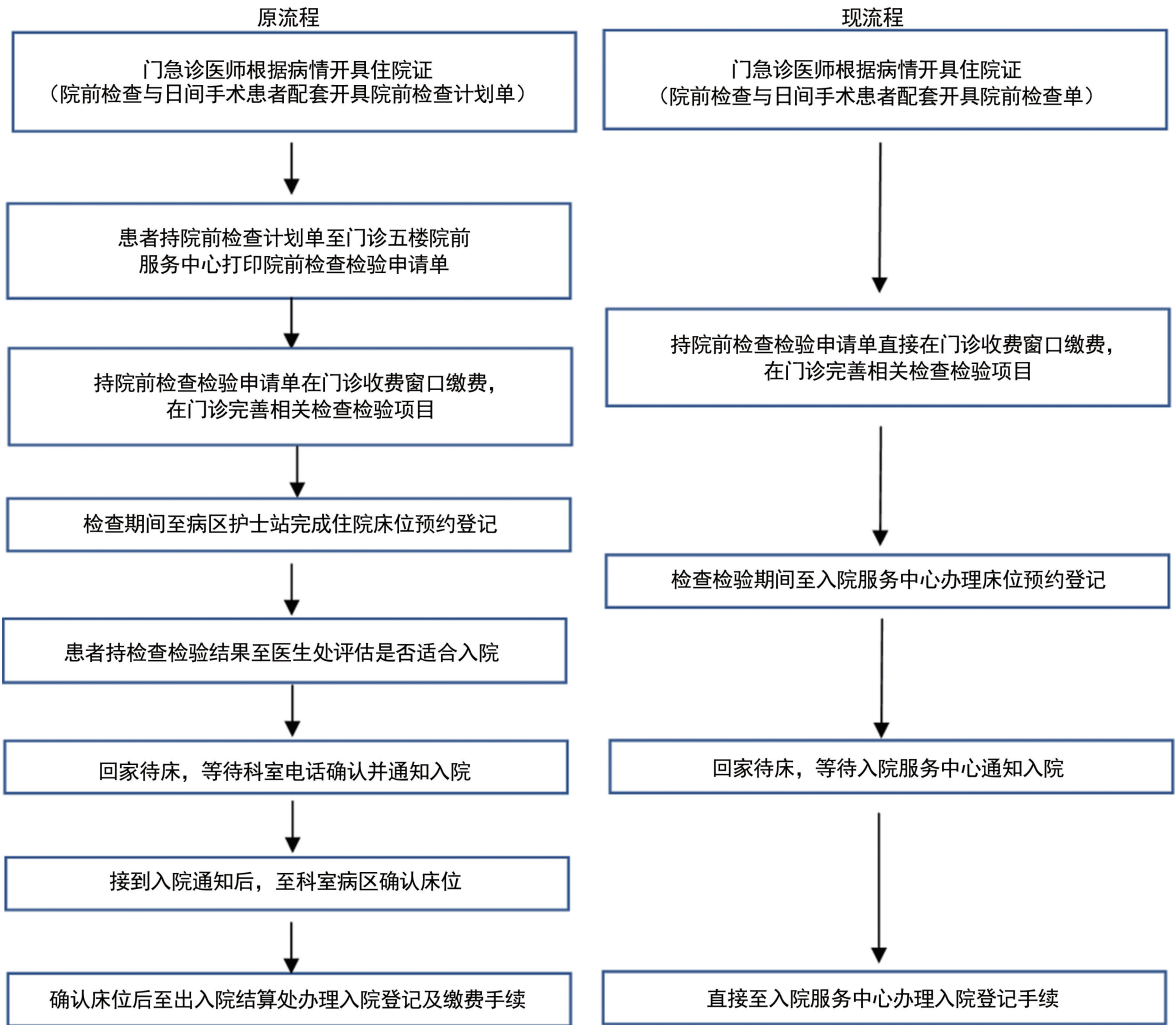 原流程
门急诊医师根据病情开具住院证
（院前检查与日间手术患者配套开具院前检查计划单）
患者持院前检查计划单至门诊五楼院前
服务中心打印院前检查检验申请单
持院前检查检验申请单在门诊收费窗口缴费，
在门诊完善相关检查检验项目
检查期间至病区护士站完成住院床位预约登记
患者持检查检验结果至医生处评估是否适合入院
回家待床，等待科室电话确认并通知入院
接到入院通知后，至科室病区确认床位
确认床位后至出入院结算处办理入院登记及缴费手续
现流程
门急诊医师根据病情开具住院证
（院前检查与日间手术患者配套开具院前检查单）
持院前检查检验申请单直接在门诊收费窗口缴费，
在门诊完善相关检查检验项目
检查检验期间至入院服务中心办理床位预约登记
回家待床，等待入院服务中心通知入院
直接至入院服务中心办理入院登记手续